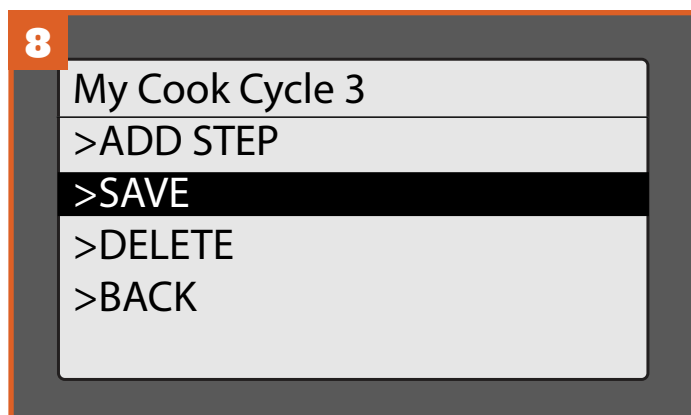 8
My Cook Cycle 3
>ADD STEP
>SAVE
>DELETE
>BACK